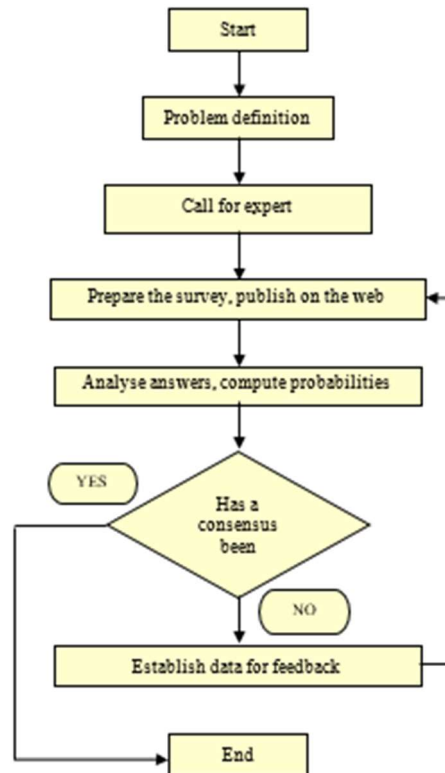 Start
Problem definition
Call for expert
Prepare the survey, publish on the web
Analyse answers, compute probabilities
YES
Has a
consensus
been
NO
Establish data for feedback
End